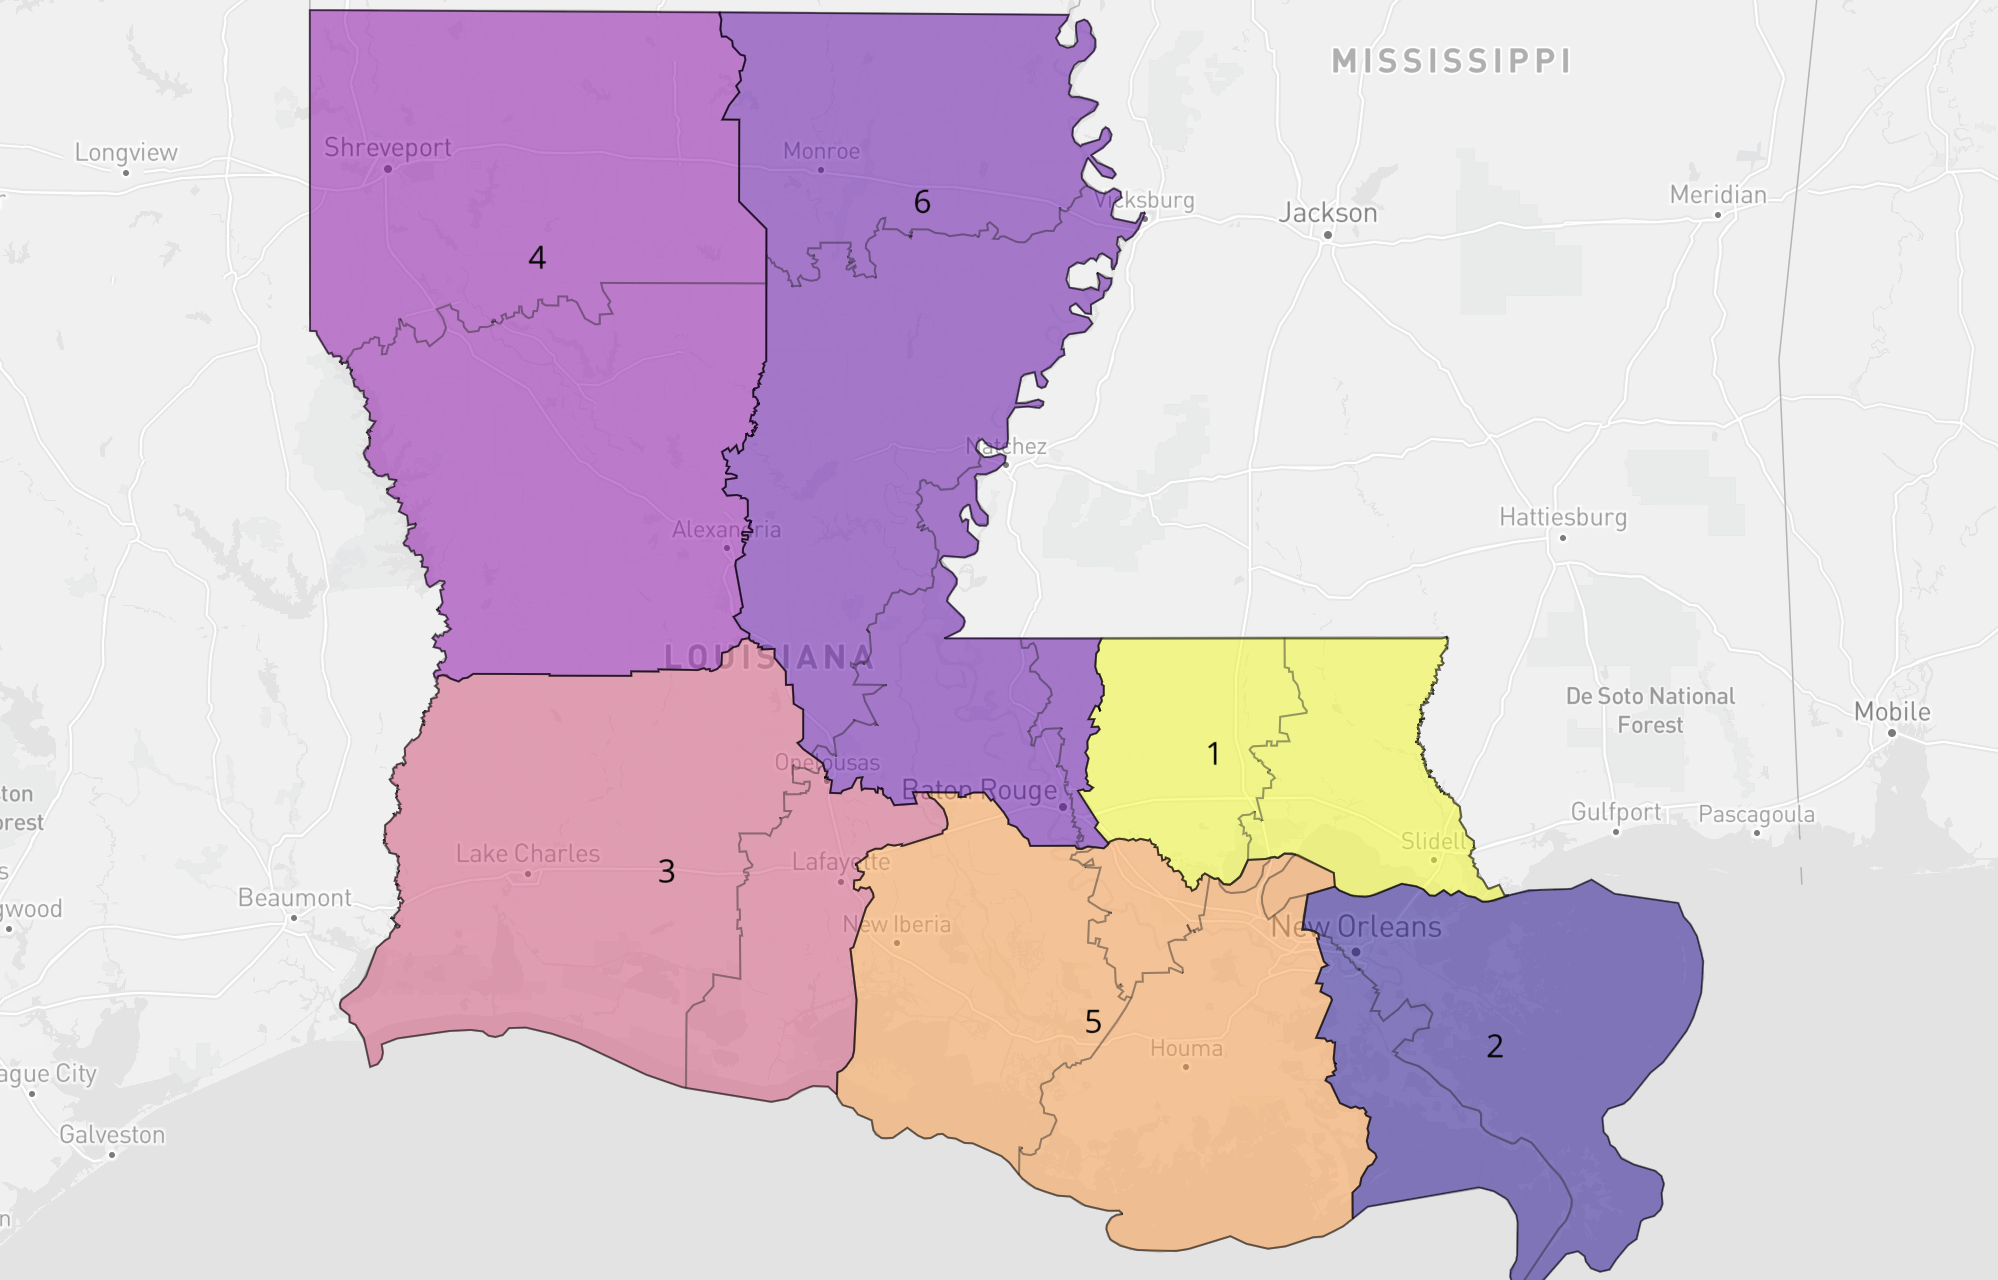 MISSISSIPPI
Shreveport
Longview
Monroe
Vicksburg
Jackson
Meridian
6
4
Natchez
Alexandria
Hattiesburg
LOUISIANA
De Soto National
Forest
Mobile
1
Opelousas
Baton Rouge
ston
orest
Gulfport
Pascagoula
Slidell
Lake Charles
Lafayette
3
s
Beaumont
gwood
New Iberia
New Orleans
5
2
Houma
ague City
Galveston
n